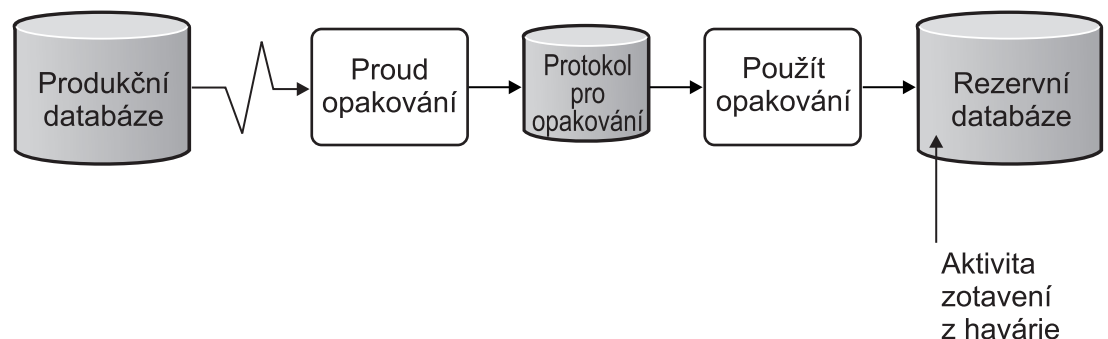 Produkční
databáze
Proud
opakování
Protokol
pro
opakování
Použít
opakování
Rezervní
databáze
Aktivita
zotavení
z havárie